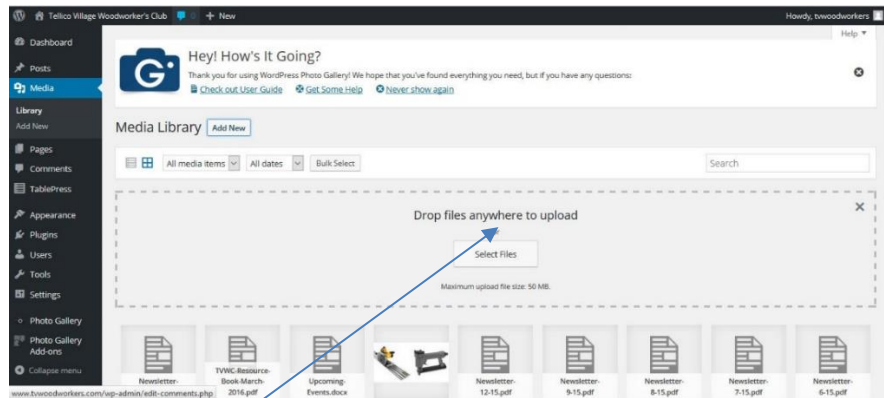 Tellico Village Woodworker's Club 0 + New Howdy, tvwoodworkers
Help
Dashboard
Posts
Media
Library
Add New
Pages
Comments
TablePress
Appearance
Plugins
Users
Tools
Settings
Photo Gallery
Photo Gallery
Add-ons
Collapse menu
www.tvwoodworkers.com/wp-admin/edit-comments.php
G
Hey! How's It Going?
Thank you for using WordPress Photo Gallery! We hope that you've found everything you need, but if you have any questions:
Check out User Guide Get Some Help Never show again
Media Library Add New
All media items All dates Bulk Select Search
Drop files anywhere to upload
Select Files
Maximum upload file size: 50 MB.
Newsletter-
TVWC-Resource-
Book-March-
2016.pdf
Upcoming-
Events.docx
Newsletter-
12-15.pdf
Newsletter-
9-15.pdf
Newsletter-
8-15.pdf
Newsletter-
7-15.pdf
Newsletter-
6-15.pdf